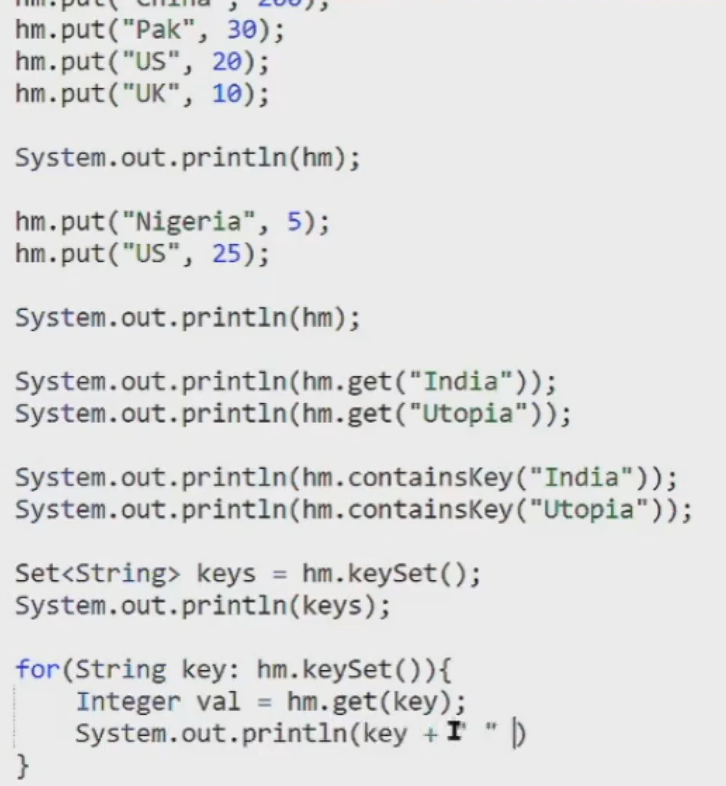 hm.put("China", 200);
hm.put("Pak", 30);
hm.put("US", 20);
hm.put("UK", 10);
System.out.println(hm);
hm.put("Nigeria", 5);
hm.put("US", 25);
System.out.println(hm);
System.out.println(hm.get("India"));
System.out.println(hm.get("Utopia"));
System.out.println(hm.containsKey("India"));
System.out.println(hm.containsKey("Utopia"));
Set<String> keys = hm.keySet();
System.out.println(keys);
for(String key: hm.keySet()){
Integer val = hm.get(key);
System.out.println(key + " " )
}